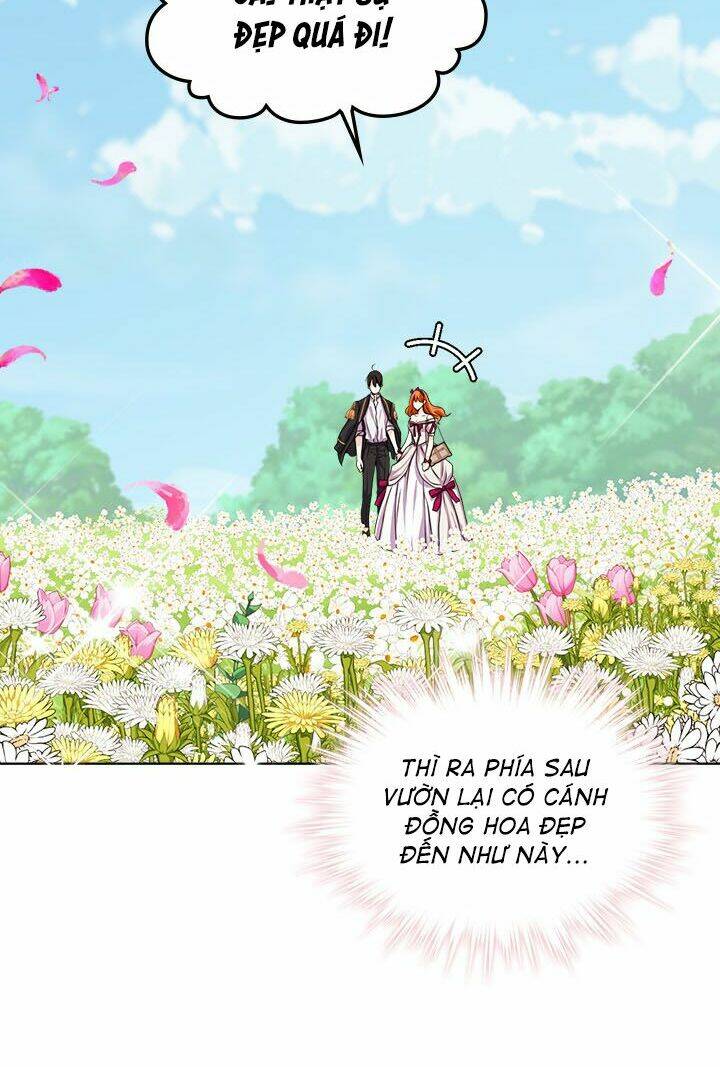 ĐẸP QUÁ ĐI!
THÌ RA PHÍA SAU
VƯỜN LẠI CÓ CÁNH
ĐỒNG HOA ĐẸP
ĐẾN NHƯ NÀY...